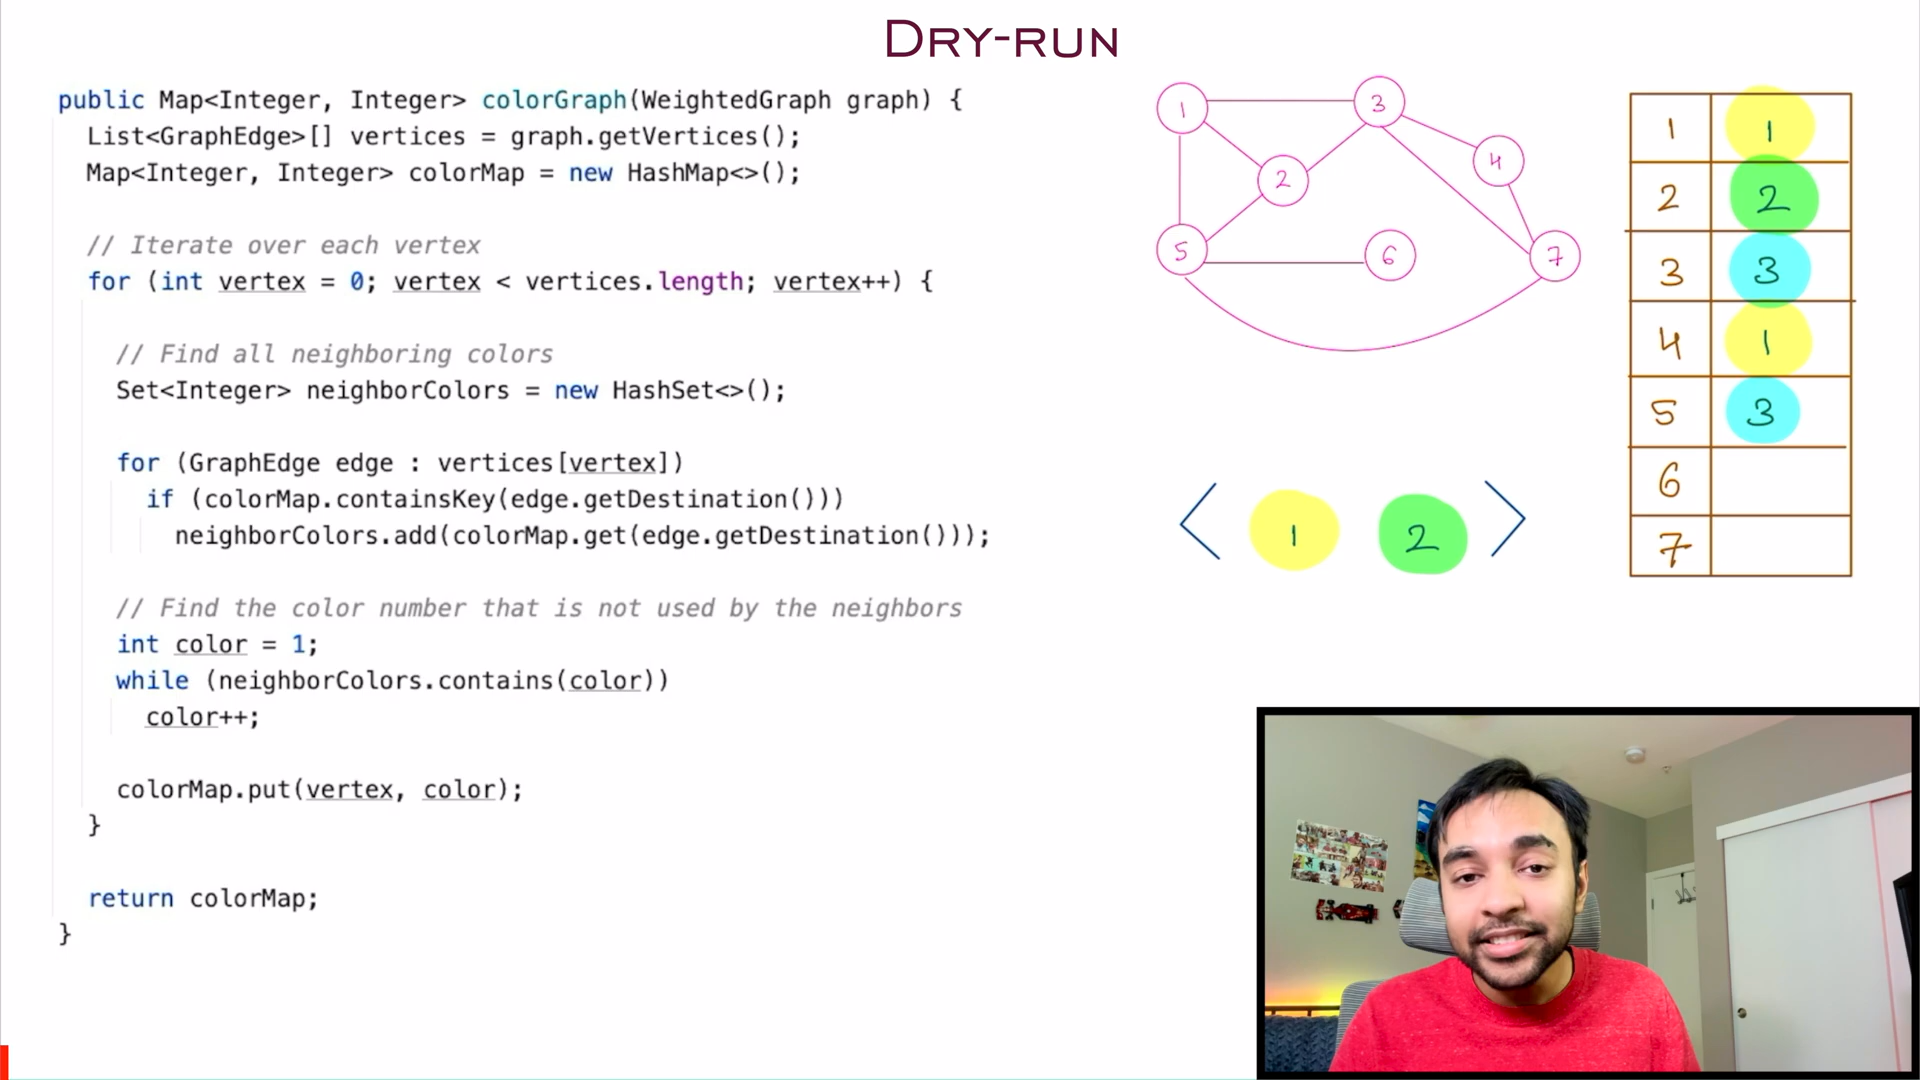 DRY-RUN
public Map<Integer, Integer> colorGraph(WeightedGraph graph) {
List<GraphEdge>[] vertices = graph.getVertices();
Map<Integer, Integer> colorMap = new HashMap<>();
// Iterate over each vertex
for (int vertex = 0; vertex < vertices.length; vertex++) {
// Find all neighboring colors
Set<Integer> neighborColors = new HashSet<>();
for (GraphEdge edge : vertices[vertex])
if (colorMap.containsKey(edge.getDestination()))
neighborColors.add(colorMap.get(edge.getDestination()));
// Find the color number that is not used by the neighbors
int color = 1;
while (neighborColors.contains(color))
color++;
colorMap.put(vertex, color);
}
return colorMap;
}
1
3
4
2
5
6
7
< 1 2 >
1 1
2 2
3 3
4 1
5 3
6
7